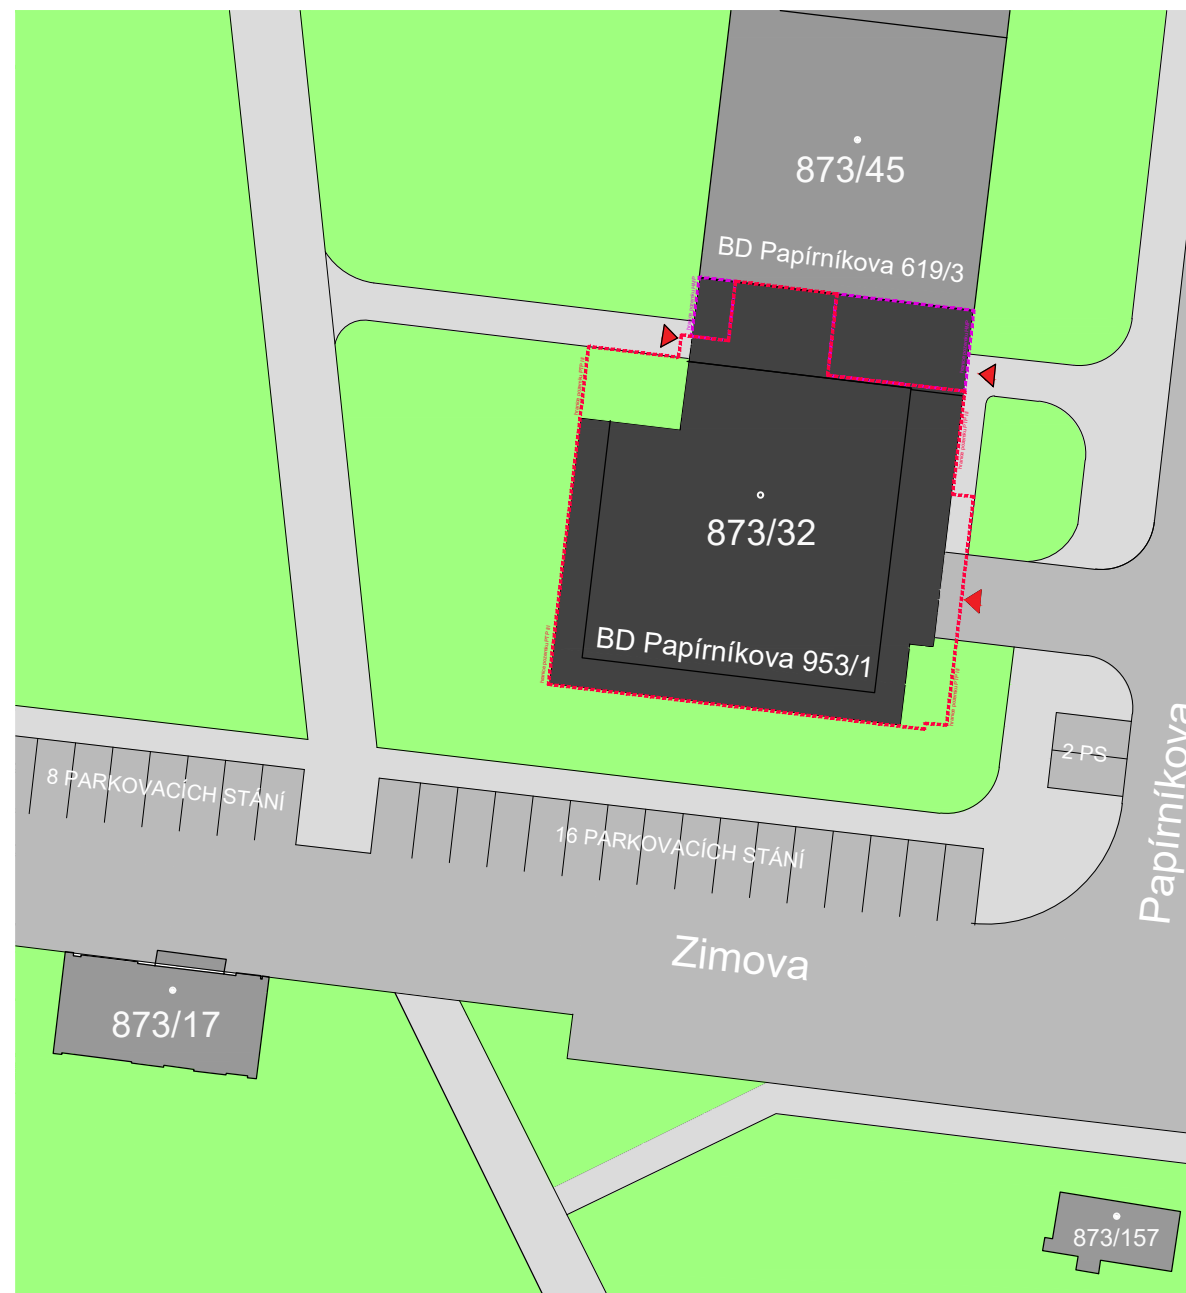 873/45
BD Papírníkova 619/3
873/32
BD Papírníkova 953/1
2 PS
Papírníkova
8 PARKOVACÍCH STÁNÍ
16 PARKOVACÍCH STÁNÍ
Zimova
873/17
873/157